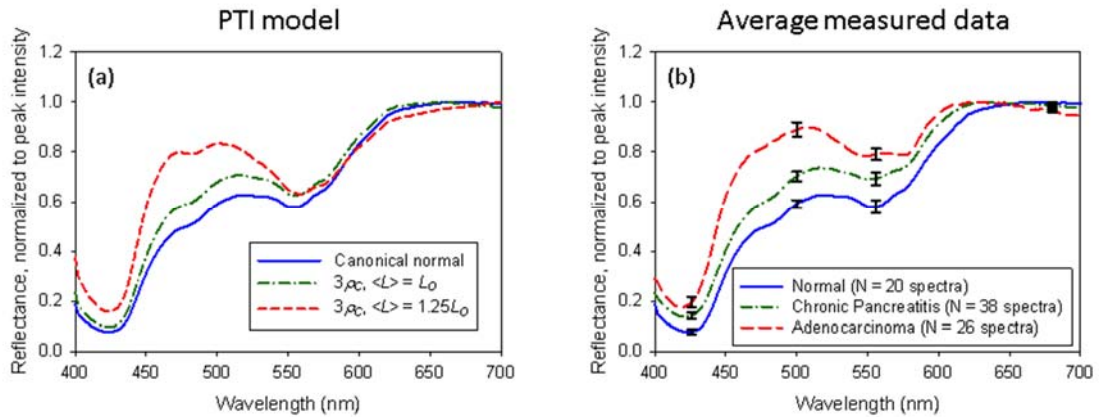 PTI model
Average measured data
Reflectance, normalized to peak intensity
1.2
1.0
0.8
0.6
0.4
0.2
0.0
(a)
Canonical normal
3ρC, <L> = Lo
3ρC, <L> = 1.25Lo
400 450 500 550 600 650 700
Wavelength (nm)
Reflectance, normalized to peak intensity
1.2
1.0
0.8
0.6
0.4
0.2
0.0
(b)
Normal (N = 20 spectra)
Chronic Pancreatitis (N = 38 spectra)
Adenocarcinoma (N = 26 spectra)
400 450 500 550 600 650 700
Wavelength (nm)